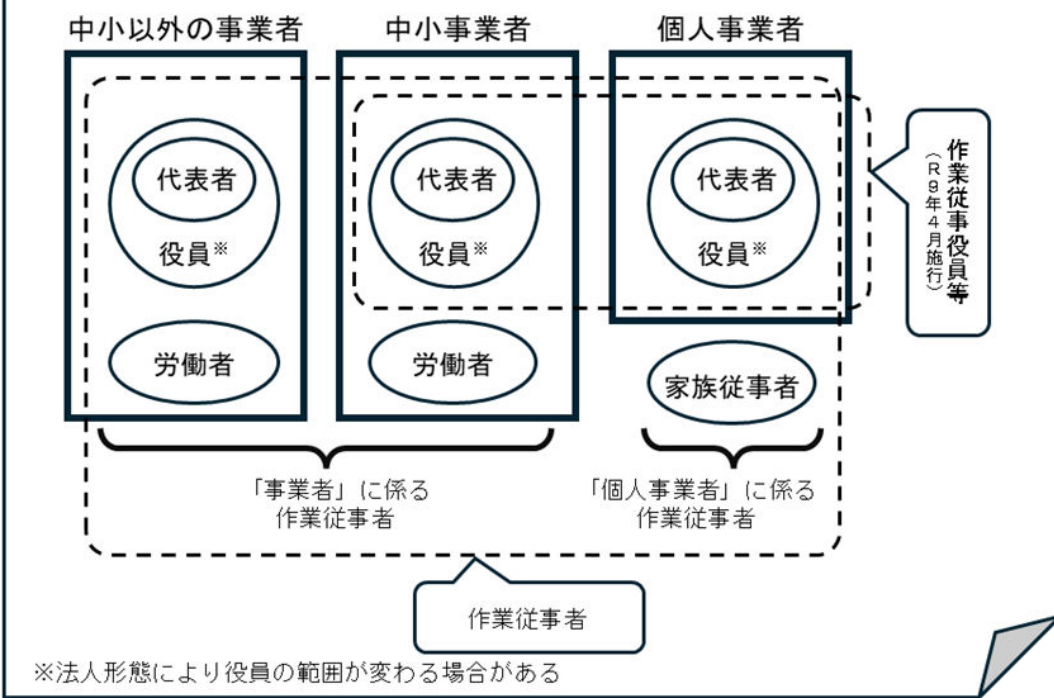 中小以外の事業者
中小事業者
個人事業者
代表者
役員※
労働者
代表者
役員※
労働者
代表者
役員※
家族従事者
作業従事役員等
（R9年4月施行）
「事業者」に係る
作業従事者
「個人事業者」に係る
作業従事者
作業従事者
※法人形態により役員の範囲が変わる場合がある